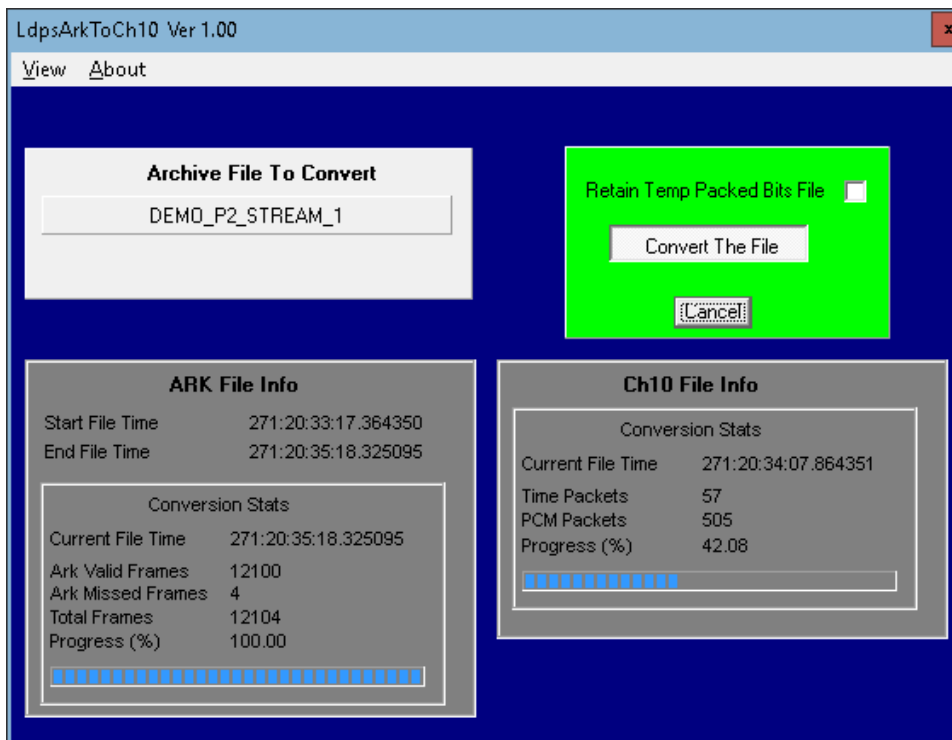 LdpsArkToCh10 Ver 1.00
x
View About
Archive File To Convert
DEMO_P2_STREAM_1
Retain Temp Packed Bits File
Convert The File
Cancel
ARK File Info
Start File Time 271:20:33:17.364350
End File Time 271:20:35:18.325095
Conversion Stats
Current File Time 271:20:35:18.325095
Ark Valid Frames 12100
Ark Missed Frames 4
Total Frames 12104
Progress (%) 100.00
Ch10 File Info
Conversion Stats
Current File Time 271:20:34:07.864351
Time Packets 57
PCM Packets 505
Progress (%) 42.08